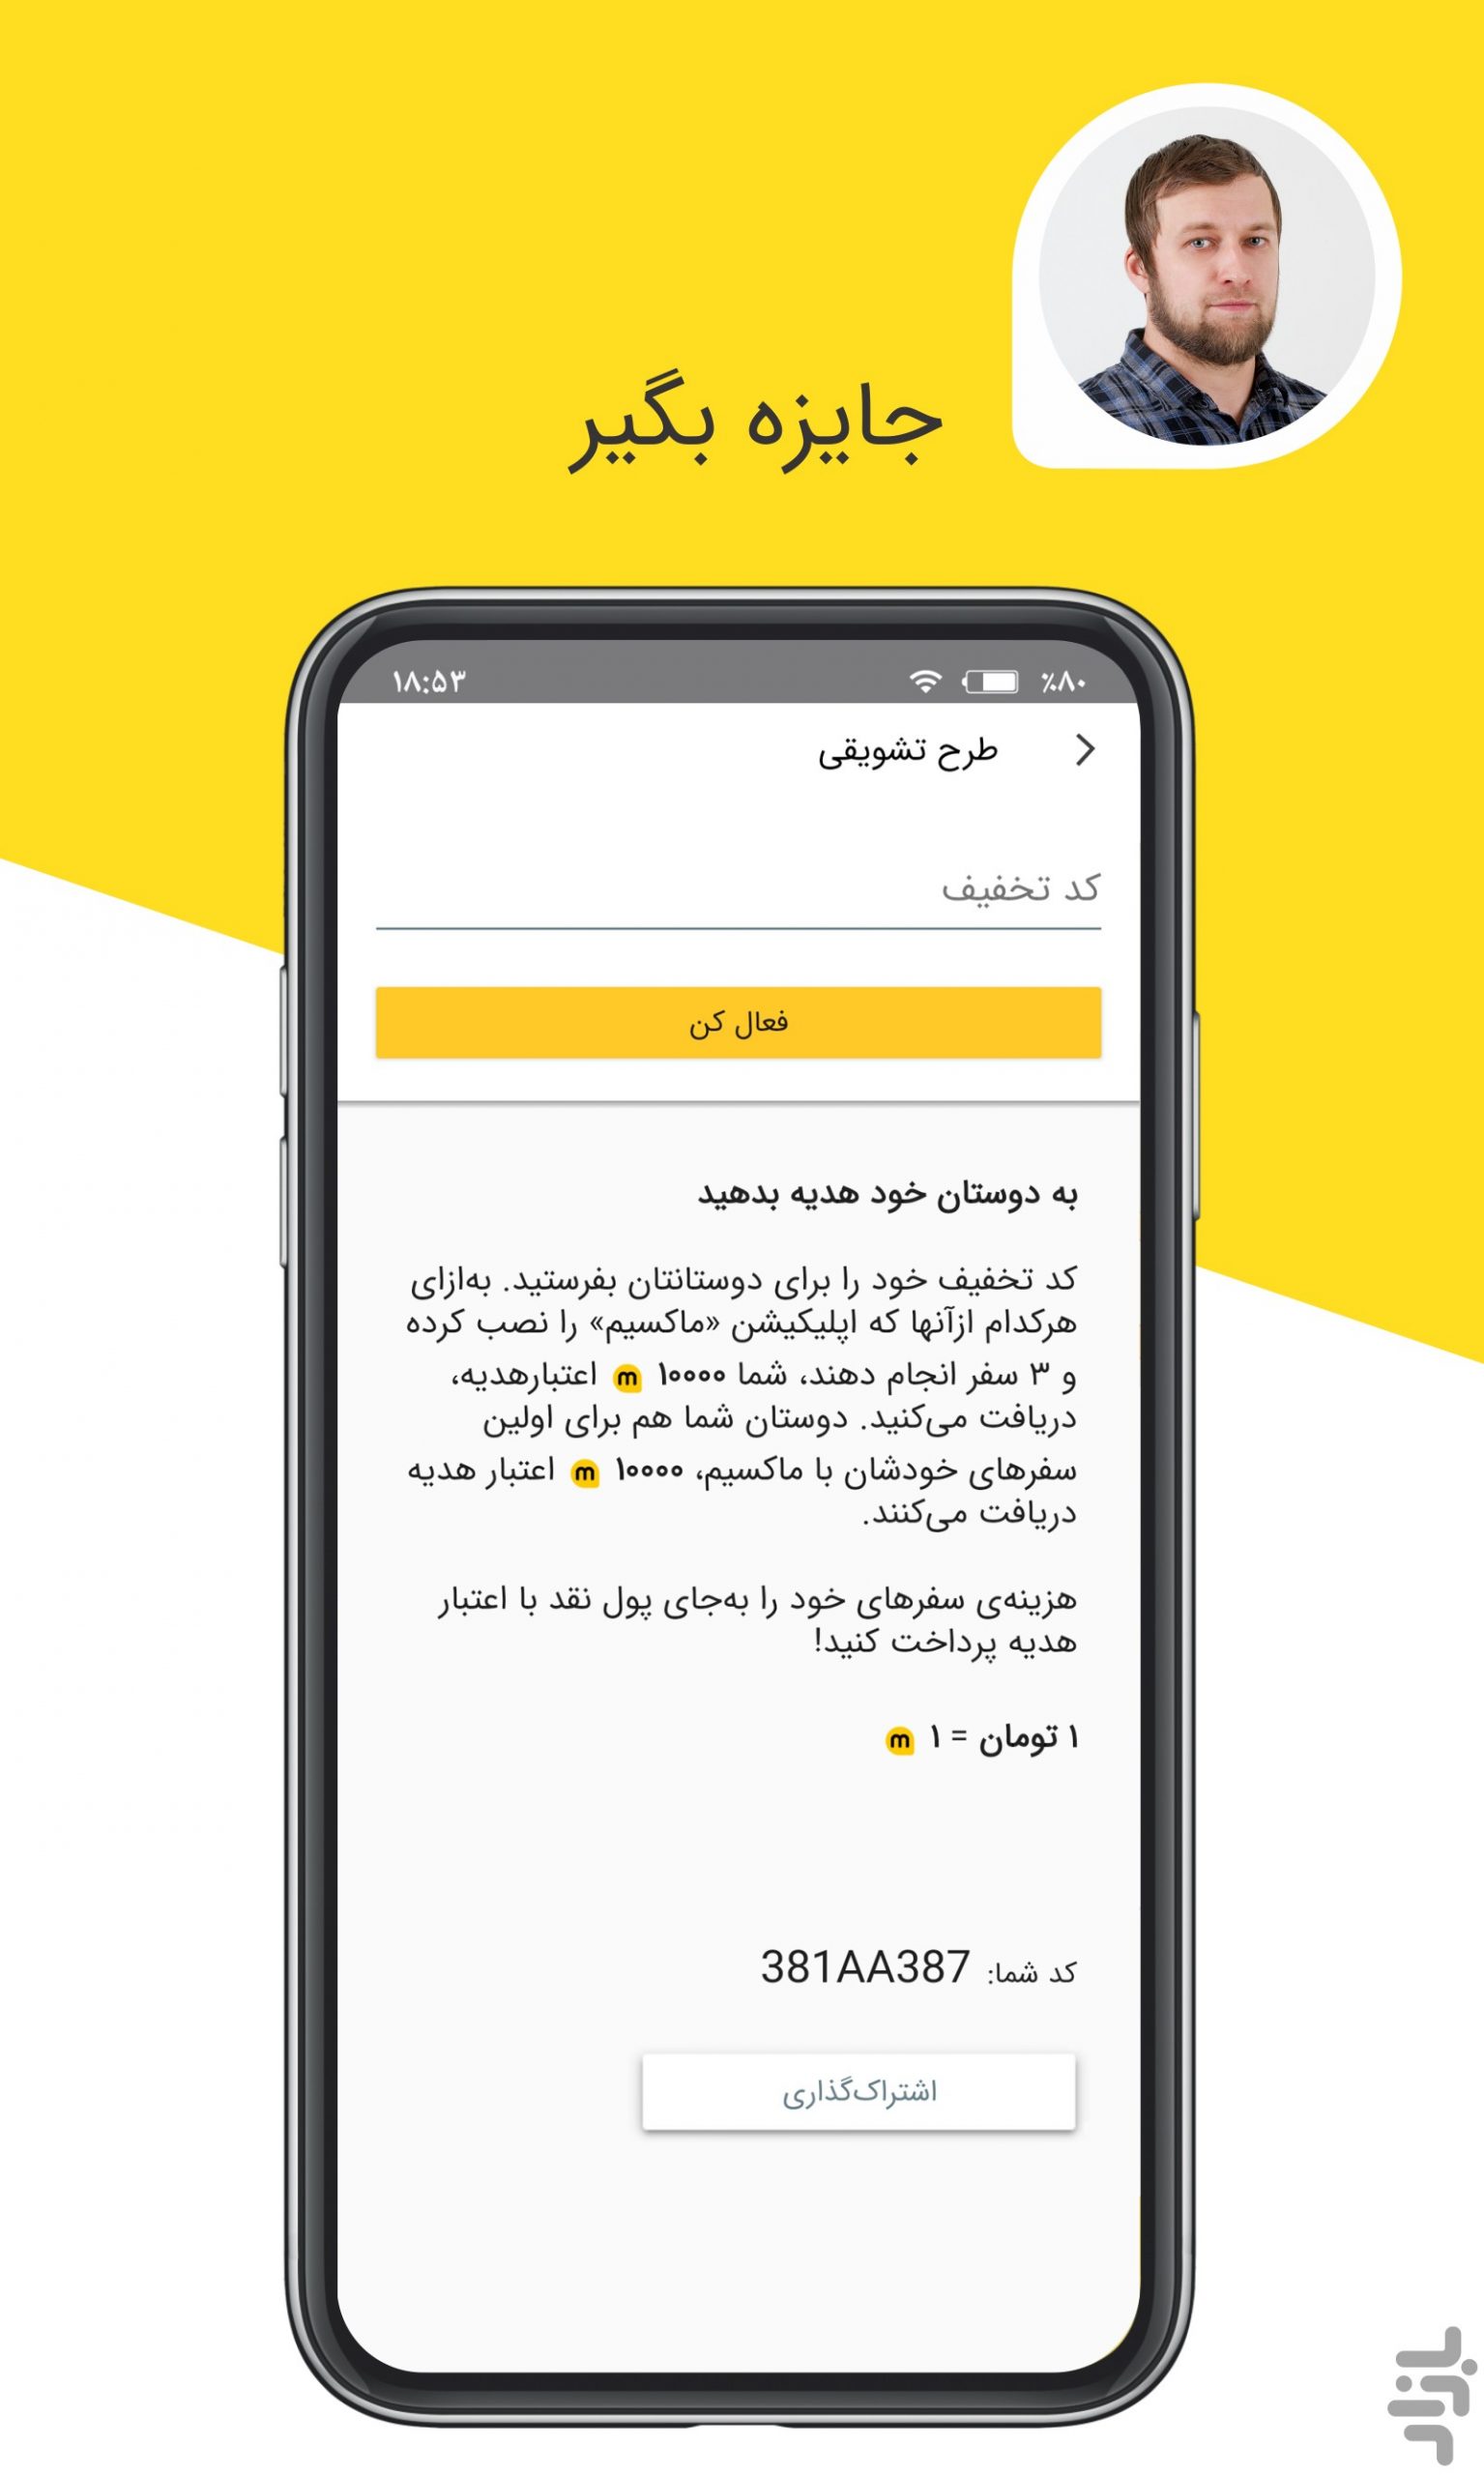 جایزه بگیر
۱۸:۵۳
٪۸۰
طرح تشویقی
کد تخفیف
فعال کن
به دوستان خود هدیه بدهید
کد تخفیف خود را برای دوستانتان بفرستید. به‌ازای
هرکدام ازآنها که اپلیکیشن «ماکسیم» را نصب کرده
و ۳ سفر انجام دهند، شما ۱۰۰۰۰ m اعتبارهدیه،
دریافت می‌کنید. دوستان شما هم برای اولین
سفرهای خودشان با ماکسیم، ۱۰۰۰۰ m اعتبار هدیه
دریافت می‌کنند.
هزینه‌ی سفرهای خود را به‌جای پول نقد با اعتبار
هدیه پرداخت کنید!
۱ تومان = ۱ m
کد شما: 381AA387
اشتراک‌گذاری
بازار